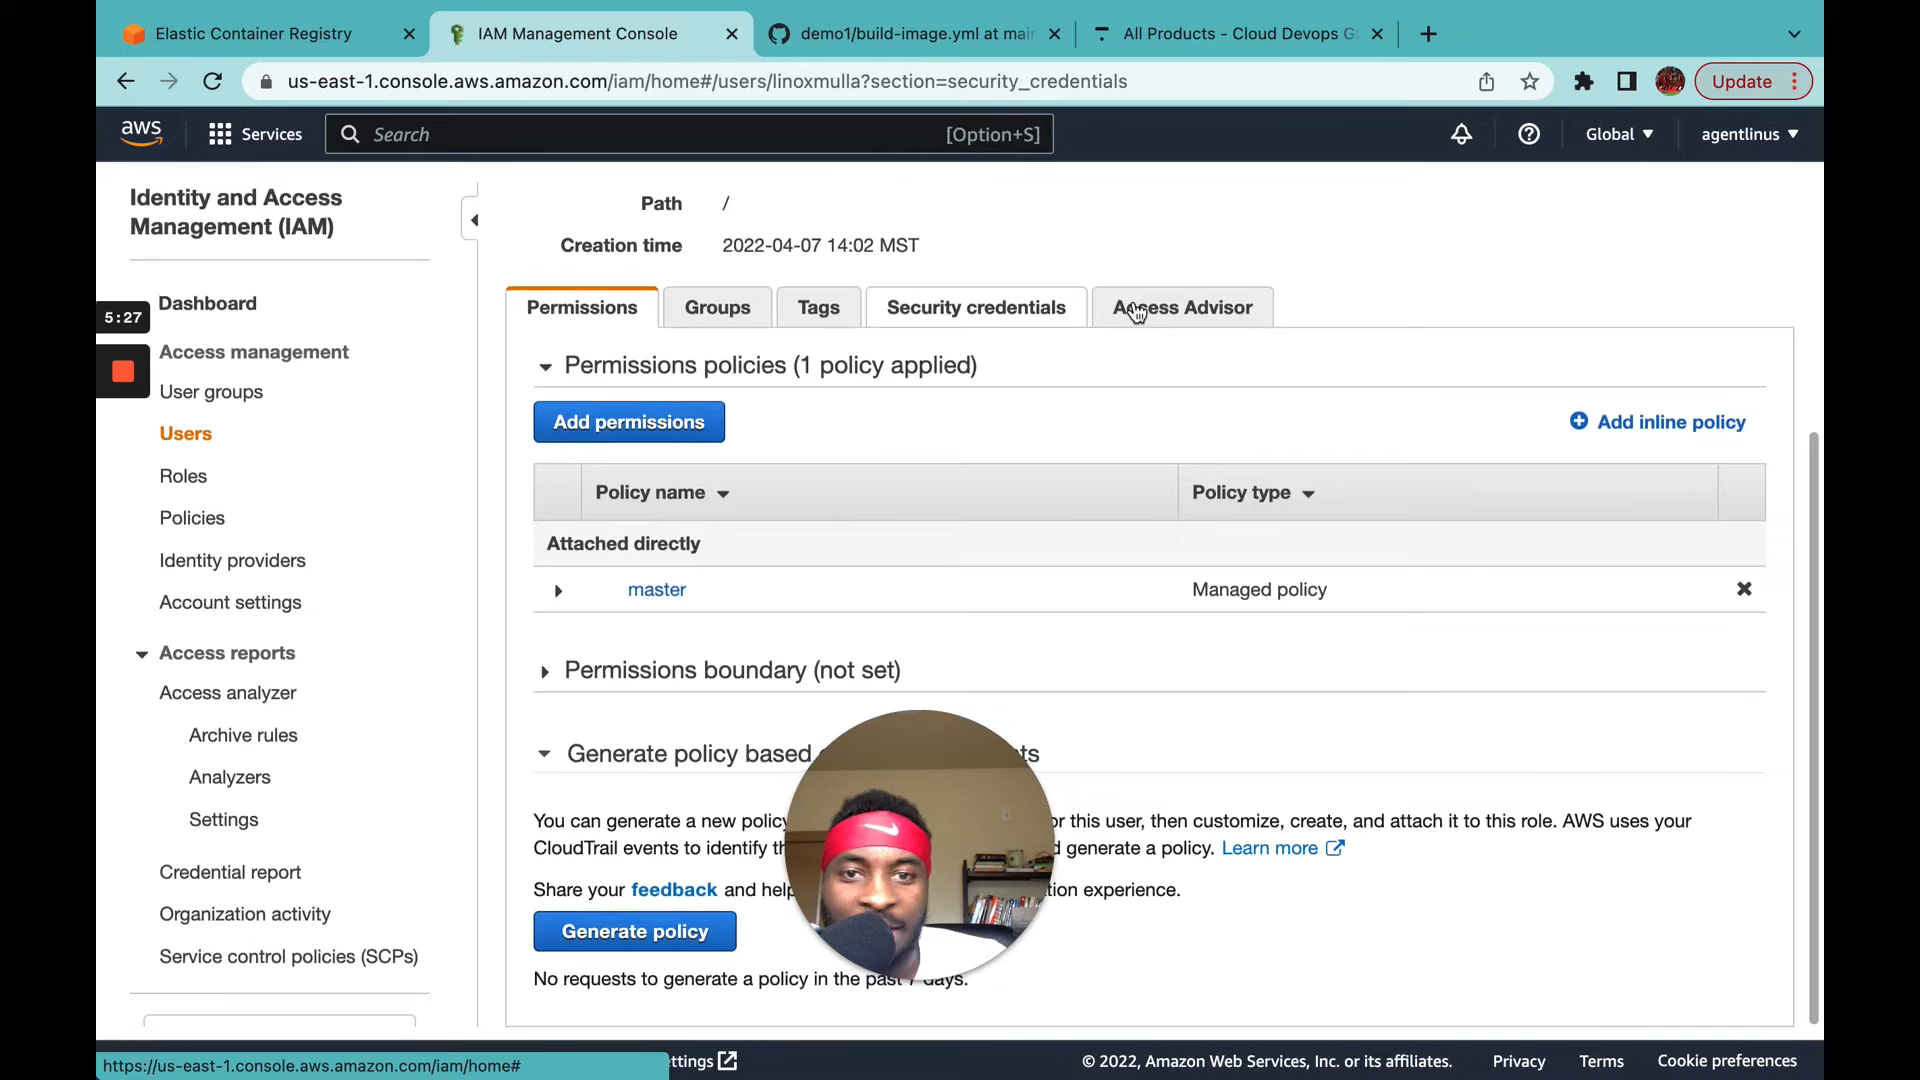 Elastic Container Registry
IAM Management Console
demo1/build-image.yml at mai
All Products - Cloud Devops G
us-east-1.console.aws.amazon.com/iam/home#/users/linoxmulla?section=security_credentials
Update
aws
Services
Search
[Option+S]
Global
agentlinus
Identity and Access
Management (IAM)
Dashboard
5:27
Access management
User groups
Users
Roles
Policies
Identity providers
Account settings
Access reports
Access analyzer
Archive rules
Analyzers
Settings
Credential report
Organization activity
Service control policies (SCPs)
Path /
Creation time 2022-04-07 14:02 MST
Permissions
Groups
Tags
Security credentials
Access Advisor
Permissions policies (1 policy applied)
Add permissions
Add inline policy
Policy name
Policy type
Attached directly
master
Managed policy
Permissions boundary (not set)
Generate policy based
You can generate a new policy or this user, then customize, create, and attach it to this role. AWS uses your
CloudTrail events to identify generate a policy. Learn more
Share your feedback and help experience.
Generate policy
No requests to generate a policy in the past 7 days.
https://us-east-1.console.aws.amazon.com/iam/home#
ettings
© 2022, Amazon Web Services, Inc. or its affiliates.
Privacy
Terms
Cookie preferences